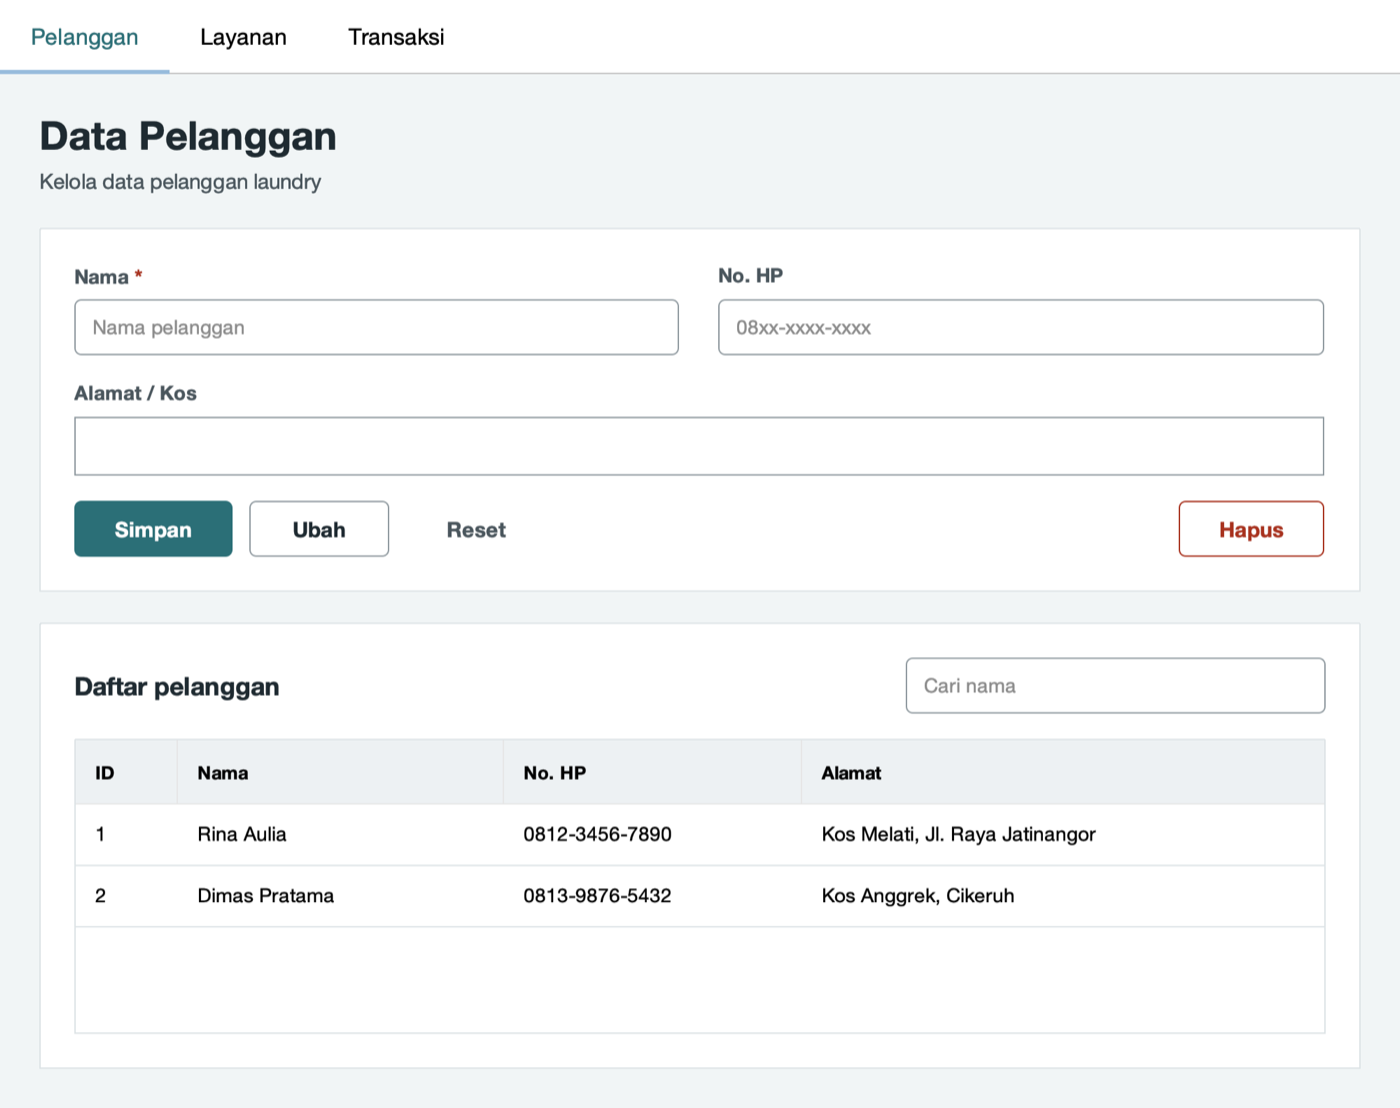 Pelanggan Layanan Transaksi
Data Pelanggan
Kelola data pelanggan laundry
Nama * No. HP
Nama pelanggan 08xx-xxxx-xxxx
Alamat / Kos
Simpan Ubah Reset Hapus
Daftar pelanggan Cari nama
ID Nama No. HP Alamat
1 Rina Aulia 0812-3456-7890 Kos Melati, Jl. Raya Jatinangor
2 Dimas Pratama 0813-9876-5432 Kos Anggrek, Cikeruh